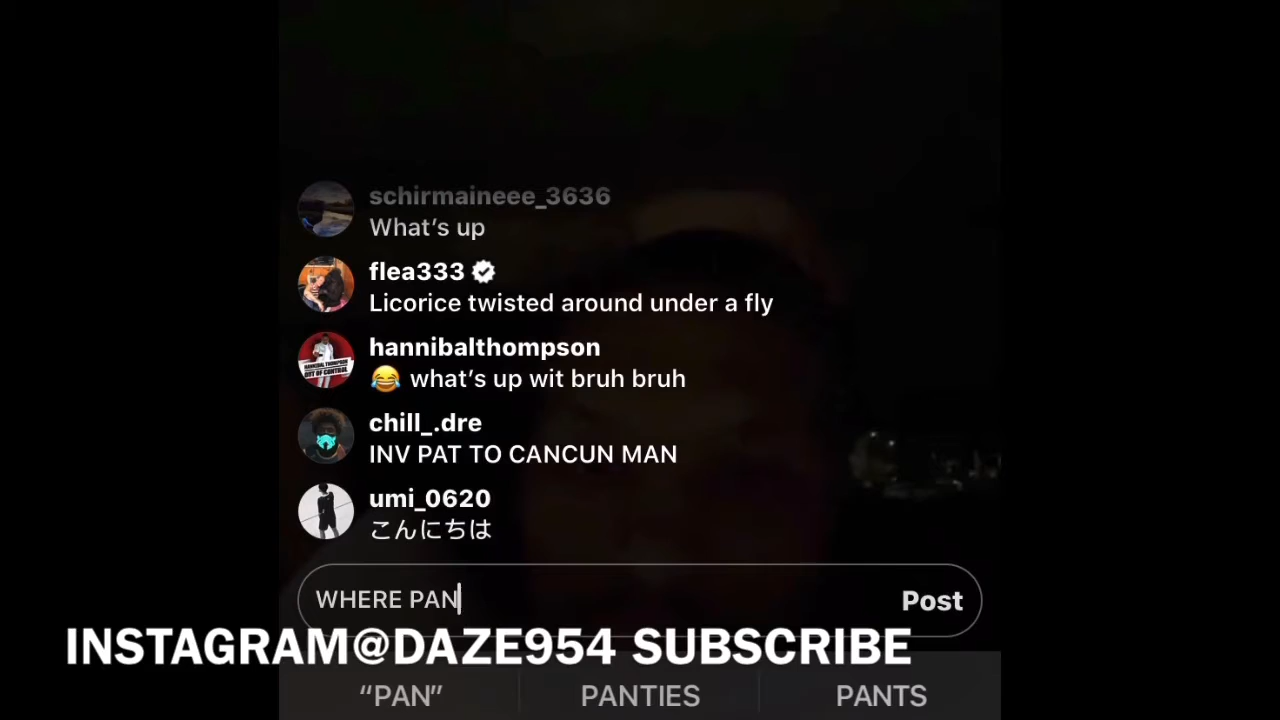 schirmaineee_3636
What's up
flea333
Licorice twisted around under a fly
hannibalthompson
😂 what's up wit bruh bruh
chill_.dre
INV PAT TO CANCUN MAN
umi_0620
こんにちは
WHERE PAN Post
INSTAGRAM@DAZE954 SUBSCRIBE
“PAN” PANTIES PANTS